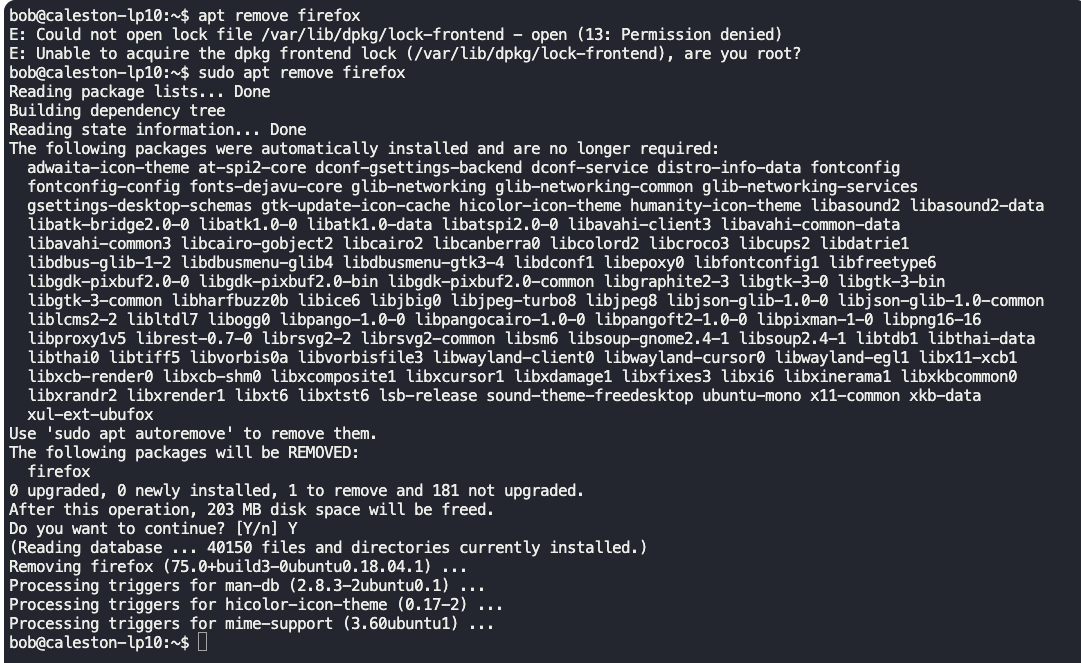 bob@caleston-lp10:~$ apt remove firefox
E: Could not open lock file /var/lib/dpkg/lock-frontend - open (13: Permission denied)
E: Unable to acquire the dpkg frontend lock (/var/lib/dpkg/lock-frontend), are you root?
bob@caleston-lp10:~$ sudo apt remove firefox
Reading package lists... Done
Building dependency tree
Reading state information... Done
The following packages were automatically installed and are no longer required:
  adwaita-icon-theme at-spi2-core dconf-gsettings-backend dconf-service distro-info-data fontconfig
  fontconfig-config fonts-dejavu-core glib-networking glib-networking-common glib-networking-services
  gsettings-desktop-schemas gtk-update-icon-cache hicolor-icon-theme humanity-icon-theme libasound2 libasound2-data
  libatk-bridge2.0-0 libatk1.0-0 libatk1.0-data libatspi2.0-0 libavahi-client3 libavahi-common-data
  libavahi-common3 libcairo-gobject2 libcairo2 libcanberra0 libcolord2 libcroco3 libcups2 libdatrie1
  libdbus-glib-1-2 libdbusmenu-glib4 libdbusmenu-gtk3-4 libdconf1 libepoxy0 libfontconfig1 libfreetype6
  libgdk-pixbuf2.0-0 libgdk-pixbuf2.0-bin libgdk-pixbuf2.0-common libgraphite2-3 libgtk-3-0 libgtk-3-bin
  libgtk-3-common libharfbuzz0b libice6 libjbig0 libjpeg-turbo8 libjpeg8 libjson-glib-1.0-0 libjson-glib-1.0-common
  liblcms2-2 libltdl7 libogg0 libpango-1.0-0 libpangocairo-1.0-0 libpangoft2-1.0-0 libpixman-1-0 libpng16-16
  libproxy1v5 librest-0.7-0 librsvg2-2 librsvg2-common libsm6 libsoup-gnome2.4-1 libsoup2.4-1 libtdb1 libthai-data
  libthai0 libtiff5 libvorbis0a libvorbisfile3 libwayland-client0 libwayland-cursor0 libwayland-egl1 libx11-xcb1
  libxcb-render0 libxcb-shm0 libxcomposite1 libxcursor1 libxdamage1 libxfixes3 libxi6 libxinerama1 libxkbcommon0
  libxrandr2 libxrender1 libxt6 libxtst6 lsb-release sound-theme-freedesktop ubuntu-mono x11-common xkb-data
  xul-ext-ubufox
Use 'sudo apt autoremove' to remove them.
The following packages will be REMOVED:
  firefox
0 upgraded, 0 newly installed, 1 to remove and 181 not upgraded.
After this operation, 203 MB disk space will be freed.
Do you want to continue? [Y/n] Y
(Reading database ... 40150 files and directories currently installed.)
Removing firefox (75.0+build3-0ubuntu0.18.04.1) ...
Processing triggers for man-db (2.8.3-2ubuntu0.1) ...
Processing triggers for hicolor-icon-theme (0.17-2) ...
Processing triggers for mime-support (3.60ubuntu1) ...
bob@caleston-lp10:~$